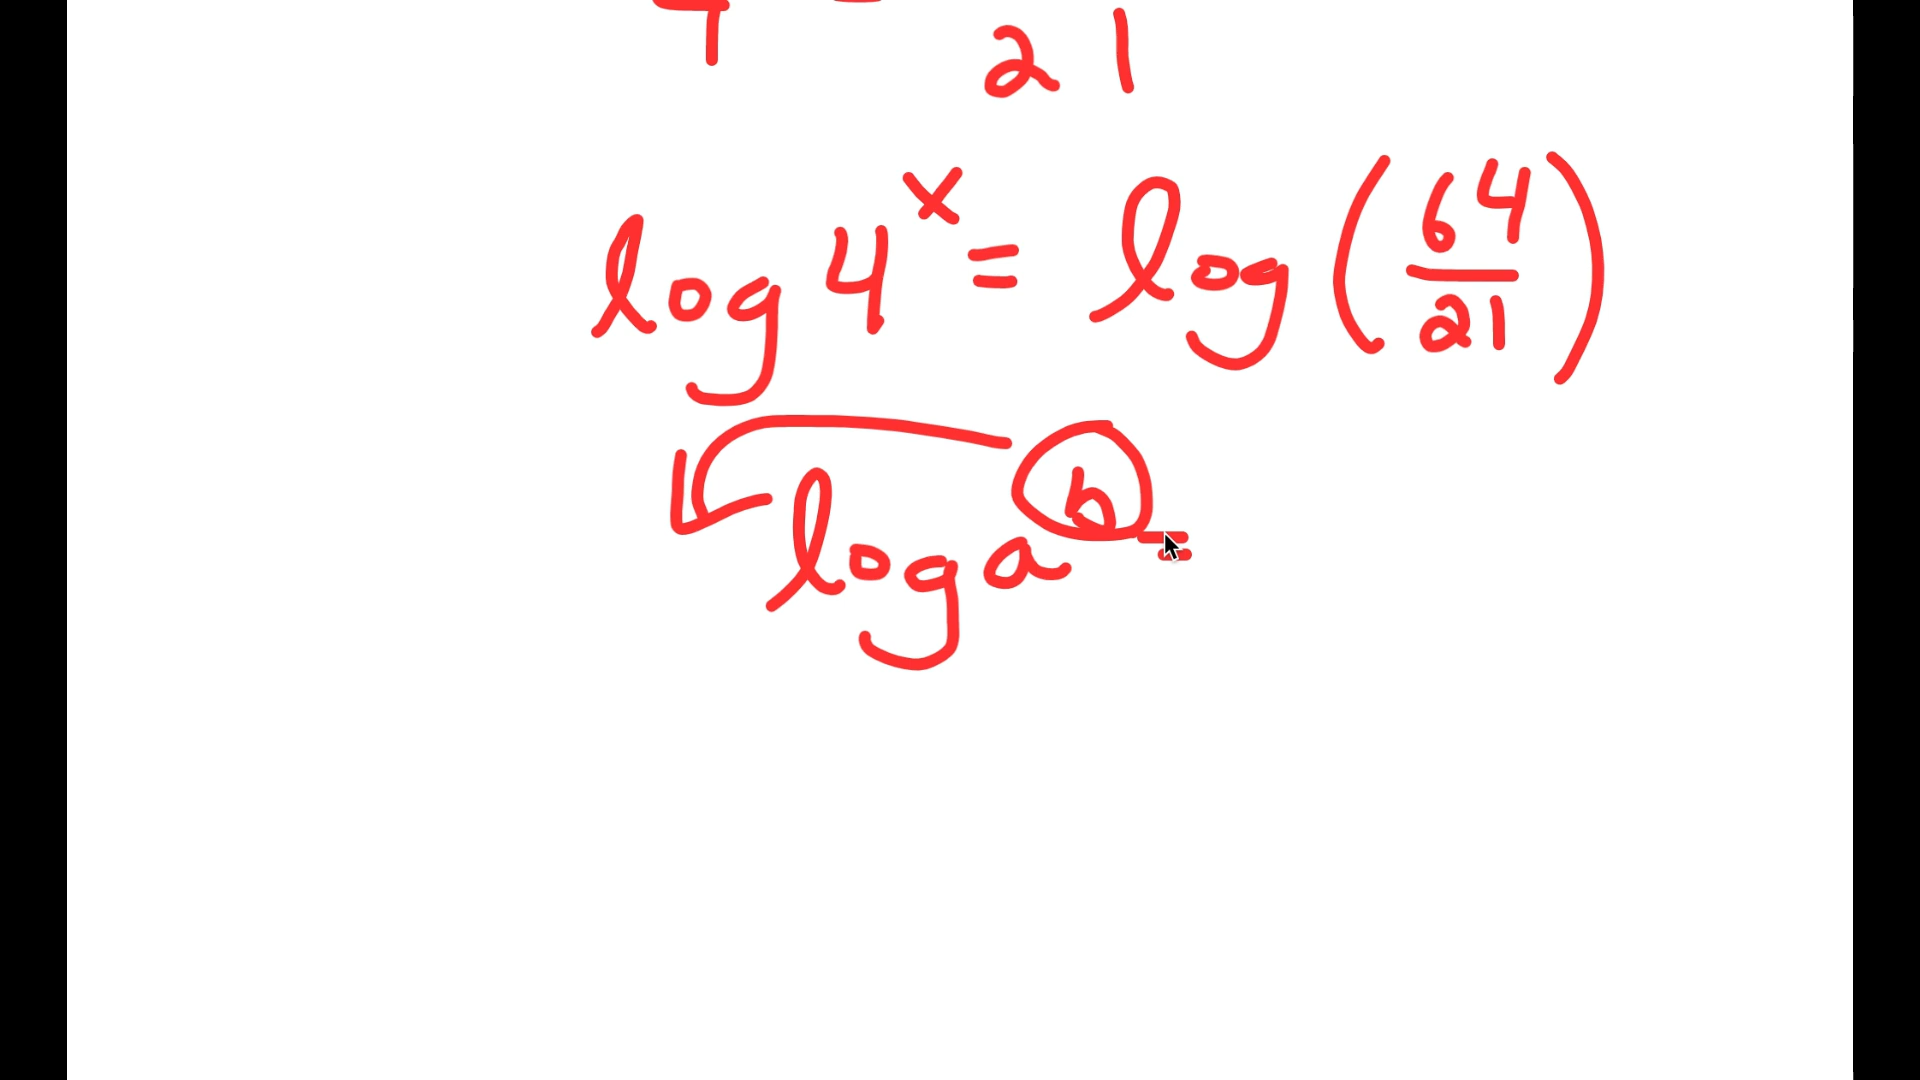 21
log 4^x = log (64/21)
log a^b =